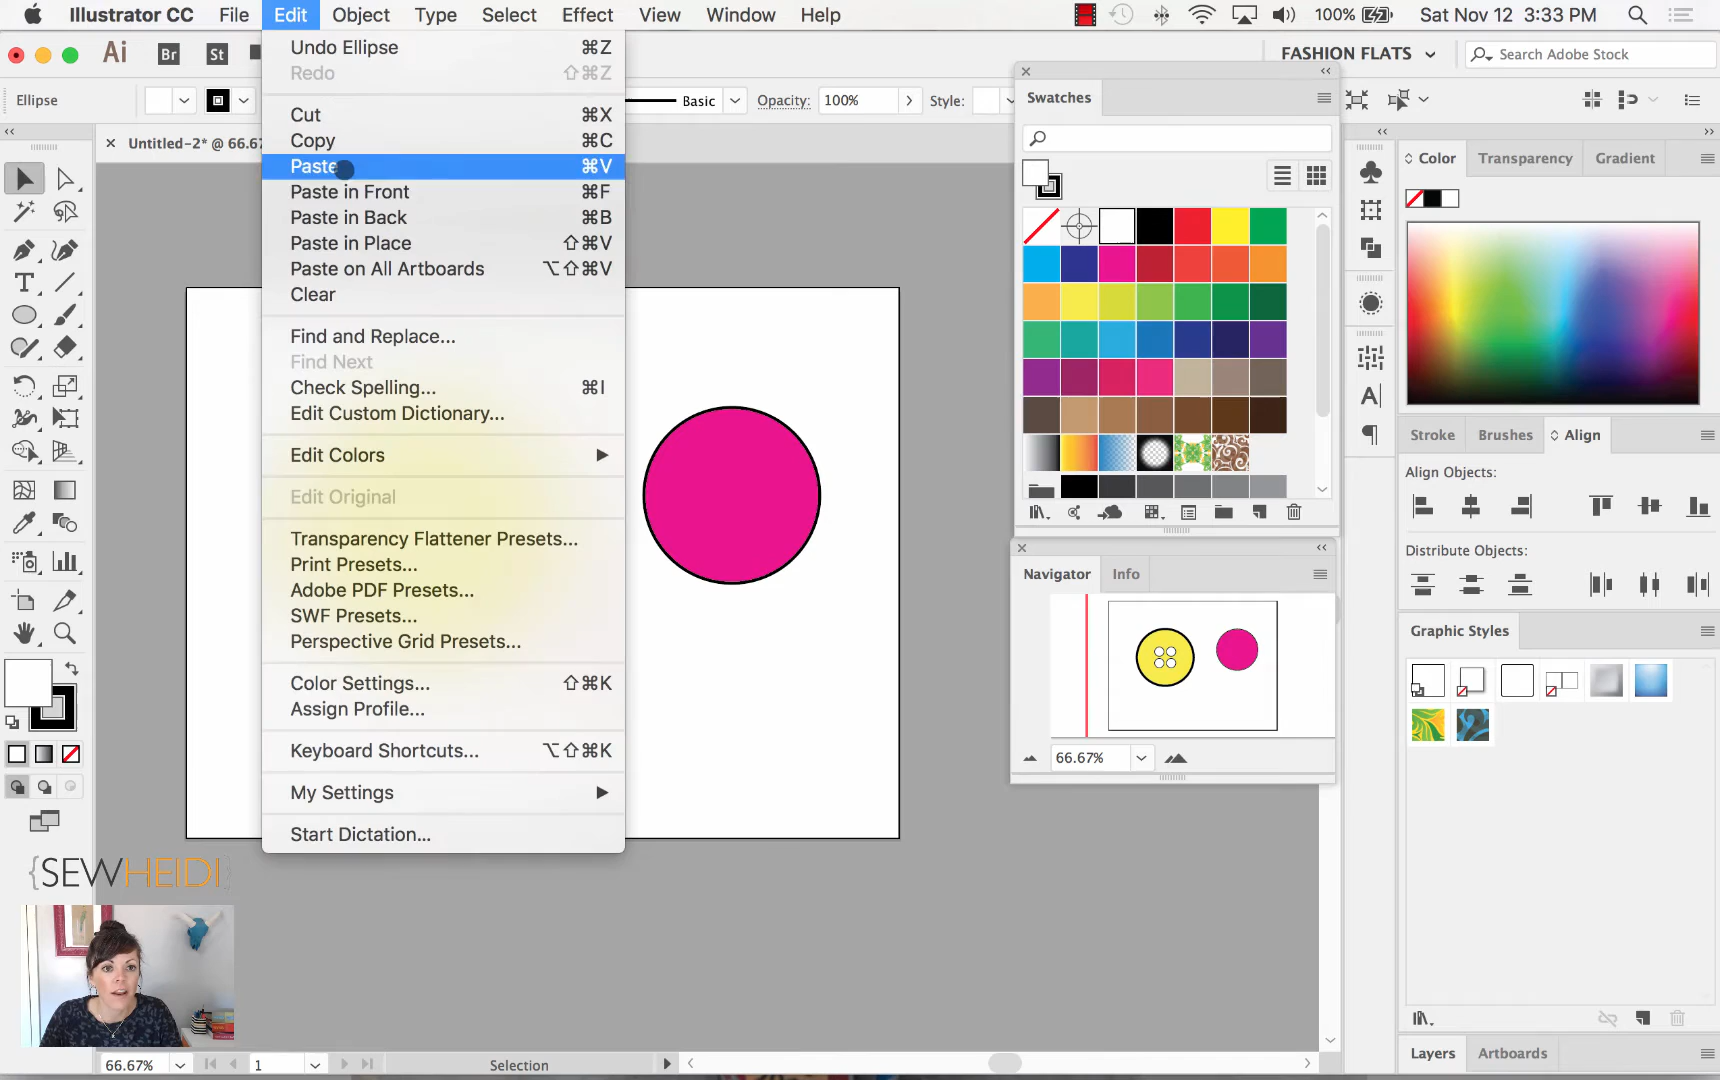 Illustrator CC File Edit Object Type Select Effect View Window Help 100% Sat Nov 12 3:33 PM
Ai Br St FASHION FLATS Search Adobe Stock
Ellipse Basic Opacity: 100% Style:
× Untitled-2* @ 66.67
Undo Ellipse ⌘Z
Redo ⇧⌘Z
Cut ⌘X
Copy ⌘C
Paste ⌘V
Paste in Front ⌘F
Paste in Back ⌘B
Paste in Place ⇧⌘V
Paste on All Artboards ⌥⇧⌘V
Clear
Find and Replace...
Find Next
Check Spelling... ⌘I
Edit Custom Dictionary...
Edit Colors
Edit Original
Transparency Flattener Presets...
Print Presets...
Adobe PDF Presets...
SWF Presets...
Perspective Grid Presets...
Color Settings... ⇧⌘K
Assign Profile...
Keyboard Shortcuts... ⌥⇧⌘K
My Settings
Start Dictation...
Swatches
Navigator Info
66.67%
Color Transparency Gradient
Stroke Brushes Align
Align Objects:
Distribute Objects:
Graphic Styles
Layers Artboards
{SEWHEIDI}
66.67% 1 Selection